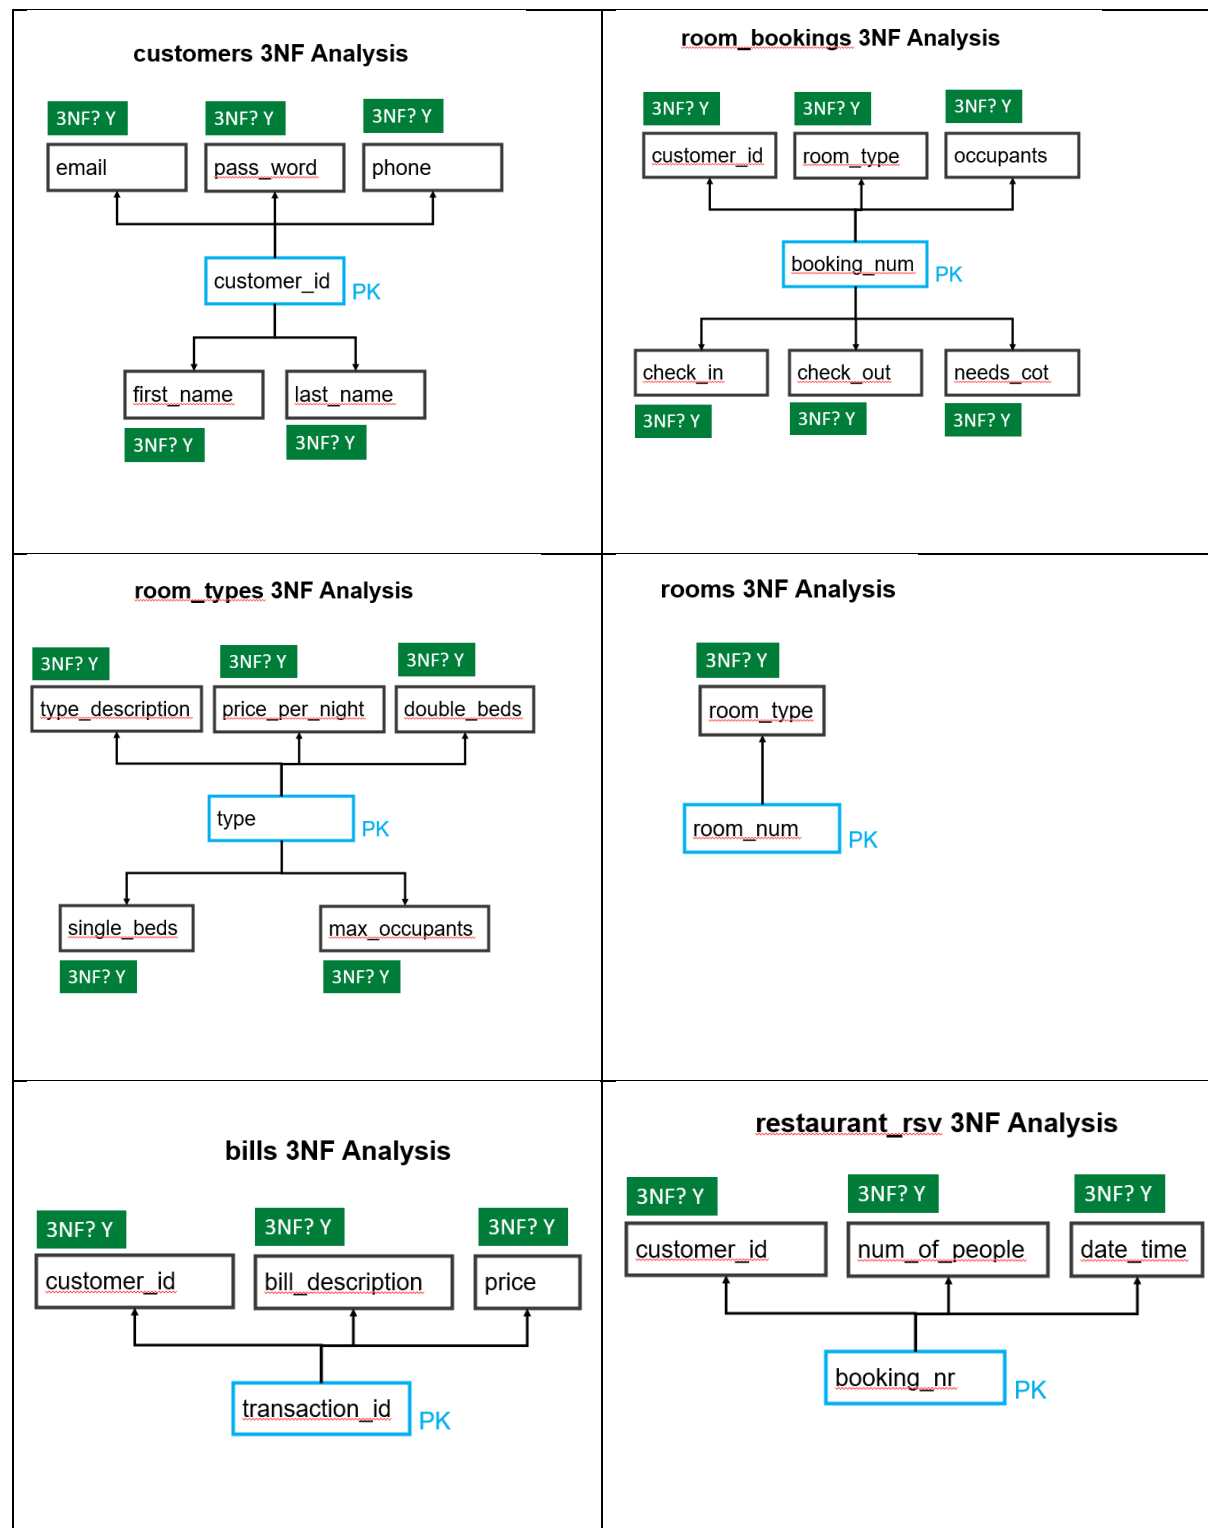 customers 3NF Analysis
3NF? Y
3NF? Y
3NF? Y
email
pass_word
phone
customer_id
PK
first_name
last_name
3NF? Y
3NF? Y
room_bookings 3NF Analysis
3NF? Y
3NF? Y
3NF? Y
customer_id
room_type
occupants
booking_num
PK
check_in
check_out
needs_cot
3NF? Y
3NF? Y
3NF? Y
room_types 3NF Analysis
3NF? Y
3NF? Y
3NF? Y
type_description
price_per_night
double_beds
type
PK
single_beds
max_occupants
3NF? Y
3NF? Y
rooms 3NF Analysis
3NF? Y
room_type
room_num
PK
bills 3NF Analysis
3NF? Y
3NF? Y
3NF? Y
customer_id
bill_description
price
transaction_id
PK
restaurant_rsv 3NF Analysis
3NF? Y
3NF? Y
3NF? Y
customer_id
num_of_people
date_time
booking_nr
PK